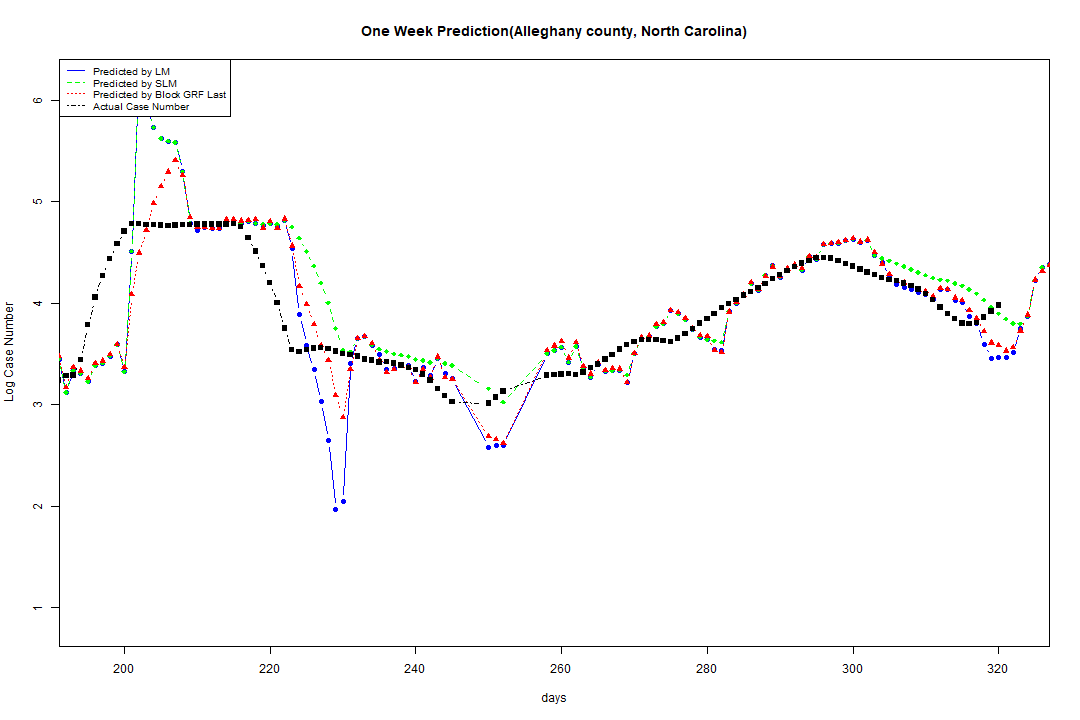 One Week Prediction(Alleghany county, North Carolina)
Predicted by LM
Predicted by SLM
Predicted by Block GRF Last
Actual Case Number
6
5
4
3
2
1
Log Case Number
200 220 240 260 280 300 320
days